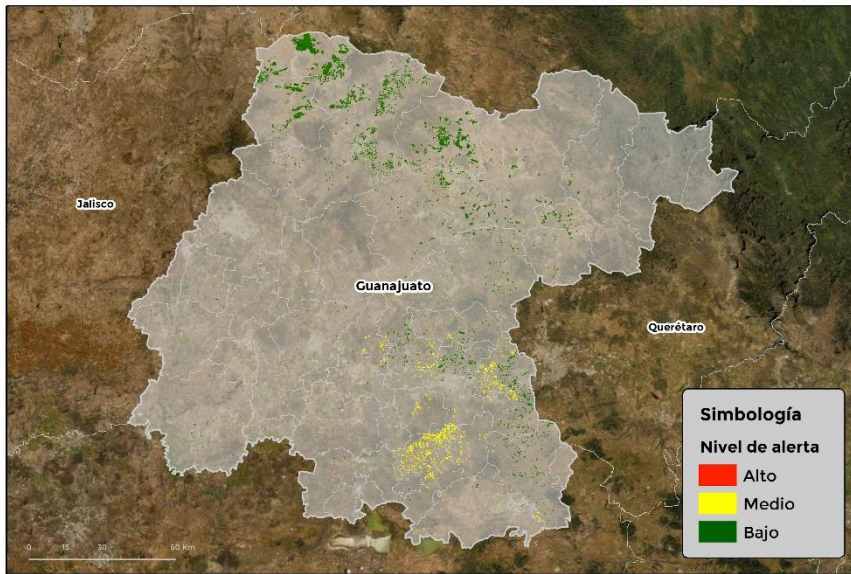 Jalisco
Guanajuato
Querétaro
Simbología
Nivel de alerta
Alto
Medio
Bajo
0 15 30 60 Km